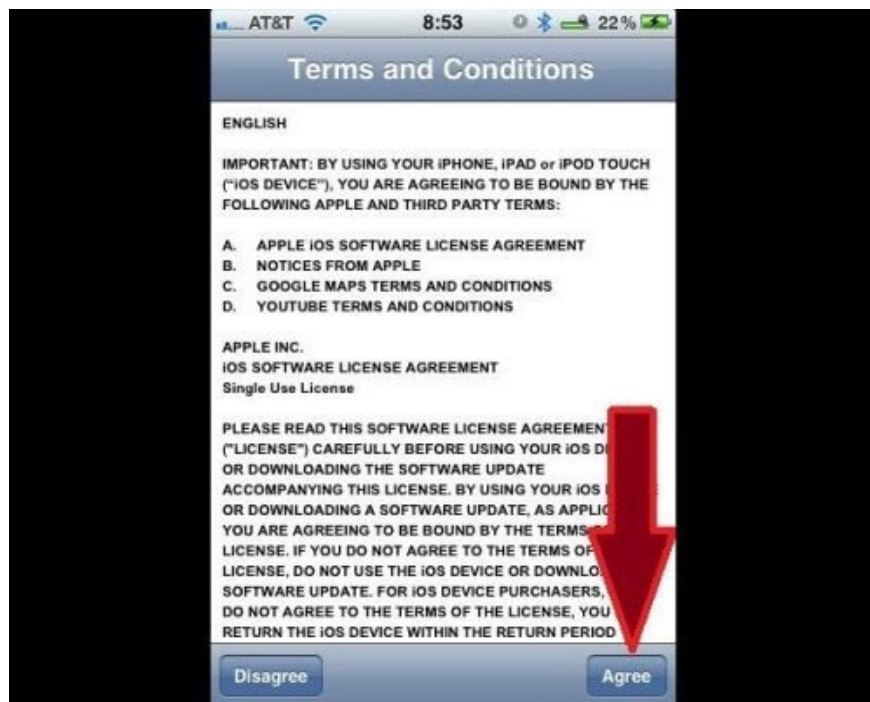 AT&T 8:53 22%
Terms and Conditions
ENGLISH
IMPORTANT: BY USING YOUR iPHONE, iPAD or iPOD TOUCH
("iOS DEVICE"), YOU ARE AGREEING TO BE BOUND BY THE
FOLLOWING APPLE AND THIRD PARTY TERMS:
A. APPLE iOS SOFTWARE LICENSE AGREEMENT
B. NOTICES FROM APPLE
C. GOOGLE MAPS TERMS AND CONDITIONS
D. YOUTUBE TERMS AND CONDITIONS
APPLE INC.
iOS SOFTWARE LICENSE AGREEMENT
Single Use License
PLEASE READ THIS SOFTWARE LICENSE
("LICENSE") CAREFULLY BEFORE USING YOUR iOS
OR DOWNLOADING THE SOFTWARE UPDATE
ACCOMPANYING THIS LICENSE. BY USING YOUR iOS
OR DOWNLOADING A SOFTWARE UPDATE, AS
YOU ARE AGREEING TO BE BOUND BY THE TERMS
LICENSE. IF YOU DO NOT AGREE TO THE TERMS OF
LICENSE, DO NOT USE THE iOS DEVICE OR
SOFTWARE UPDATE. FOR iOS DEVICE PURCHASERS,
DO NOT AGREE TO THE TERMS OF THE LICENSE, YOU
RETURN THE iOS DEVICE WITHIN THE RETURN PERIOD
Disagree Agree